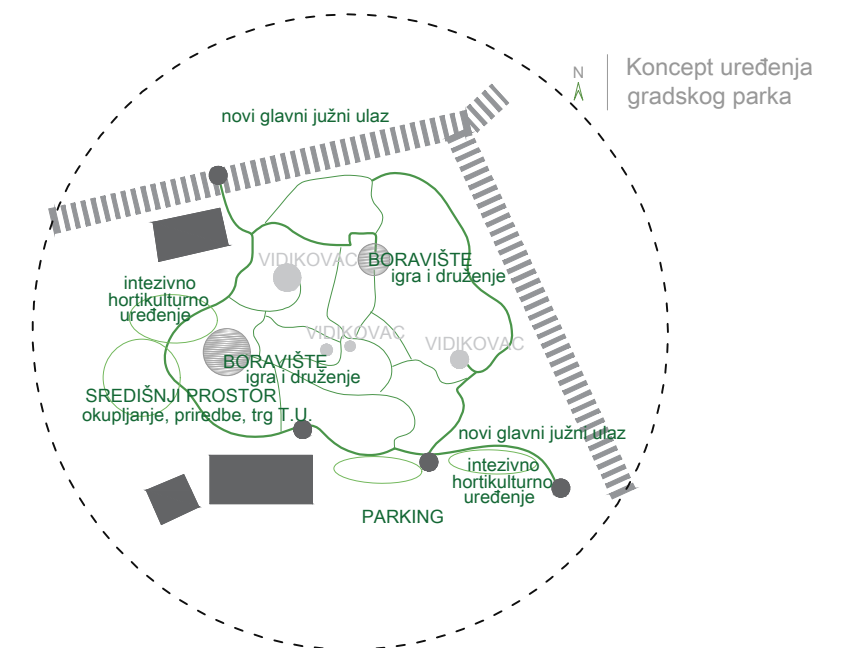 N
Koncept uređenja
gradskog parka
novi glavni južni ulaz
VIDIKOVAC
BORAVIŠTE
igra i druženje
intezivno
hortikulturno
uređenje
VIDIKOVAC
VIDIKOVAC
BORAVIŠTE
igra i druženje
SREDIŠNJI PROSTOR
okupljanje, priredbe, trg T.U.
novi glavni južni ulaz
intezivno
hortikulturno
uređenje
PARKING